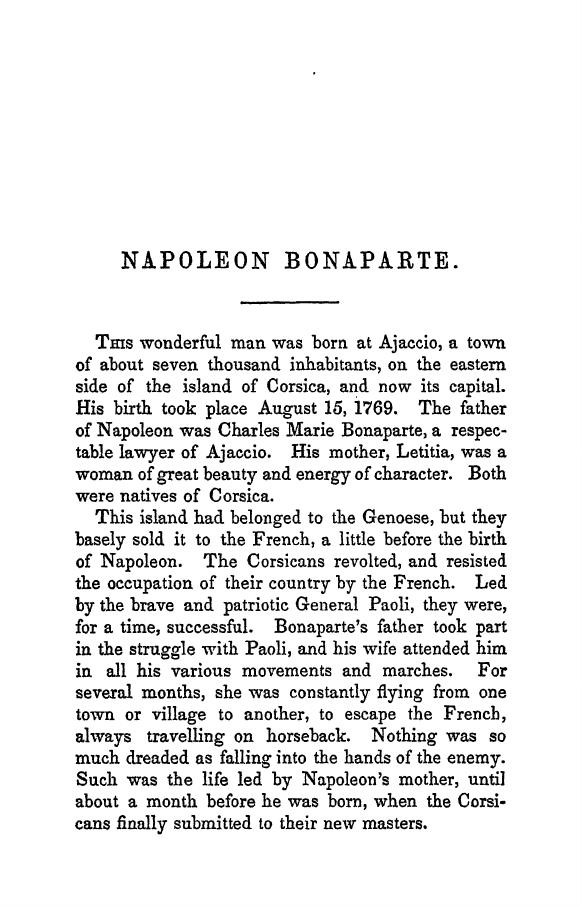 NAPOLEON BONAPARTE.
THIS wonderful man was born at Ajaccio, a town
of about seven thousand inhabitants, on the eastern
side of the island of Corsica, and now its capital.
His birth took place August 15, 1769. The father
of Napoleon was Charles Marie Bonaparte, a respec-
table lawyer of Ajaccio. His mother, Letitia, was a
woman of great beauty and energy of character. Both
were natives of Corsica.
This island had belonged to the Genoese, but they
basely sold it to the French, a little before the birth
of Napoleon. The Corsicans revolted, and resisted
the occupation of their country by the French. Led
by the brave and patriotic General Paoli, they were,
for a time, successful. Bonaparte's father took part
in the struggle with Paoli, and his wife attended him
in all his various movements and marches. For
several months, she was constantly flying from one
town or village to another, to escape the French,
always travelling on horseback. Nothing was so
much dreaded as falling into the hands of the enemy.
Such was the life led by Napoleon's mother, until
about a month before he was born, when the Corsi-
cans finally submitted to their new masters.